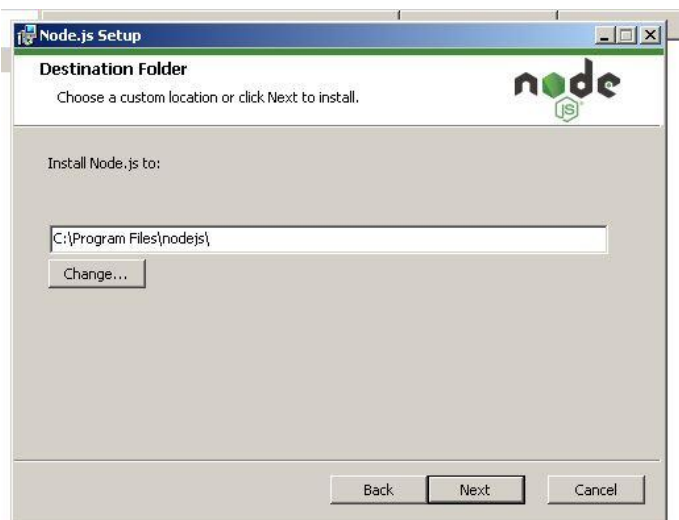 Node.js Setup
Destination Folder
Choose a custom location or click Next to install.
node
JS
Install Node.js to:
C:\Program Files\nodejs\
Change...
Back Next Cancel